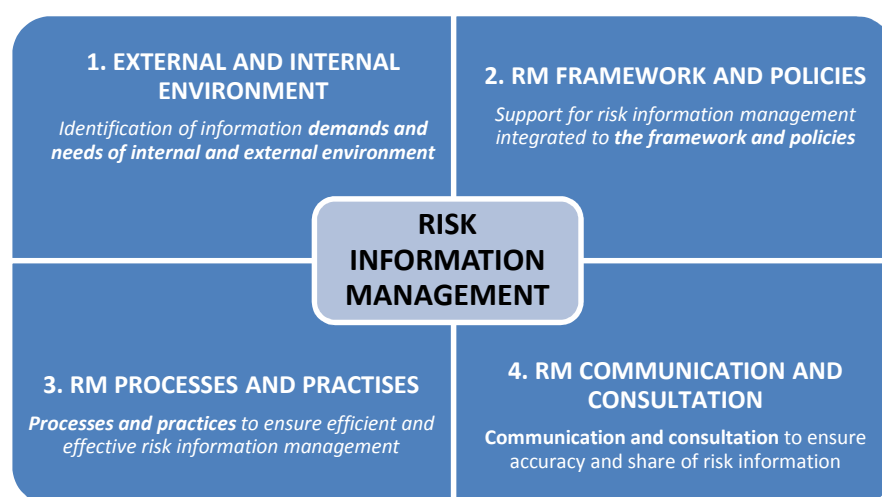 1. EXTERNAL AND INTERNAL
ENVIRONMENT
Identification of information demands and
needs of internal and external environment
2. RM FRAMEWORK AND POLICIES
Support for risk information management
integrated to the framework and policies
RISK
INFORMATION
MANAGEMENT
3. RM PROCESSES AND PRACTISES
Processes and practices to ensure efficient and
effective risk information management
4. RM COMMUNICATION AND
CONSULTATION
Communication and consultation to ensure
accuracy and share of risk information